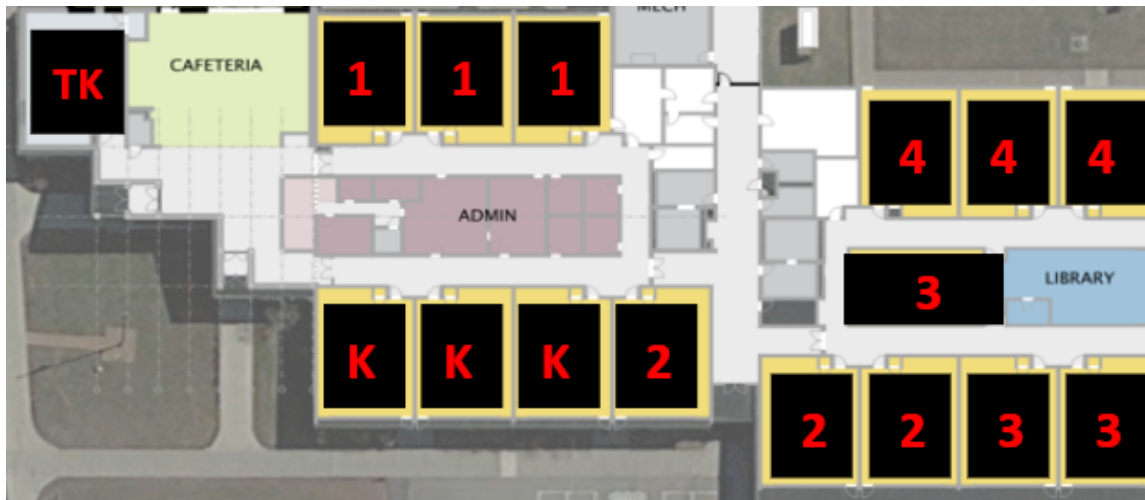 MECH
TK
CAFETERIA
1 1 1
4 4 4
ADMIN
3
LIBRARY
K K K 2
2 2 3 3